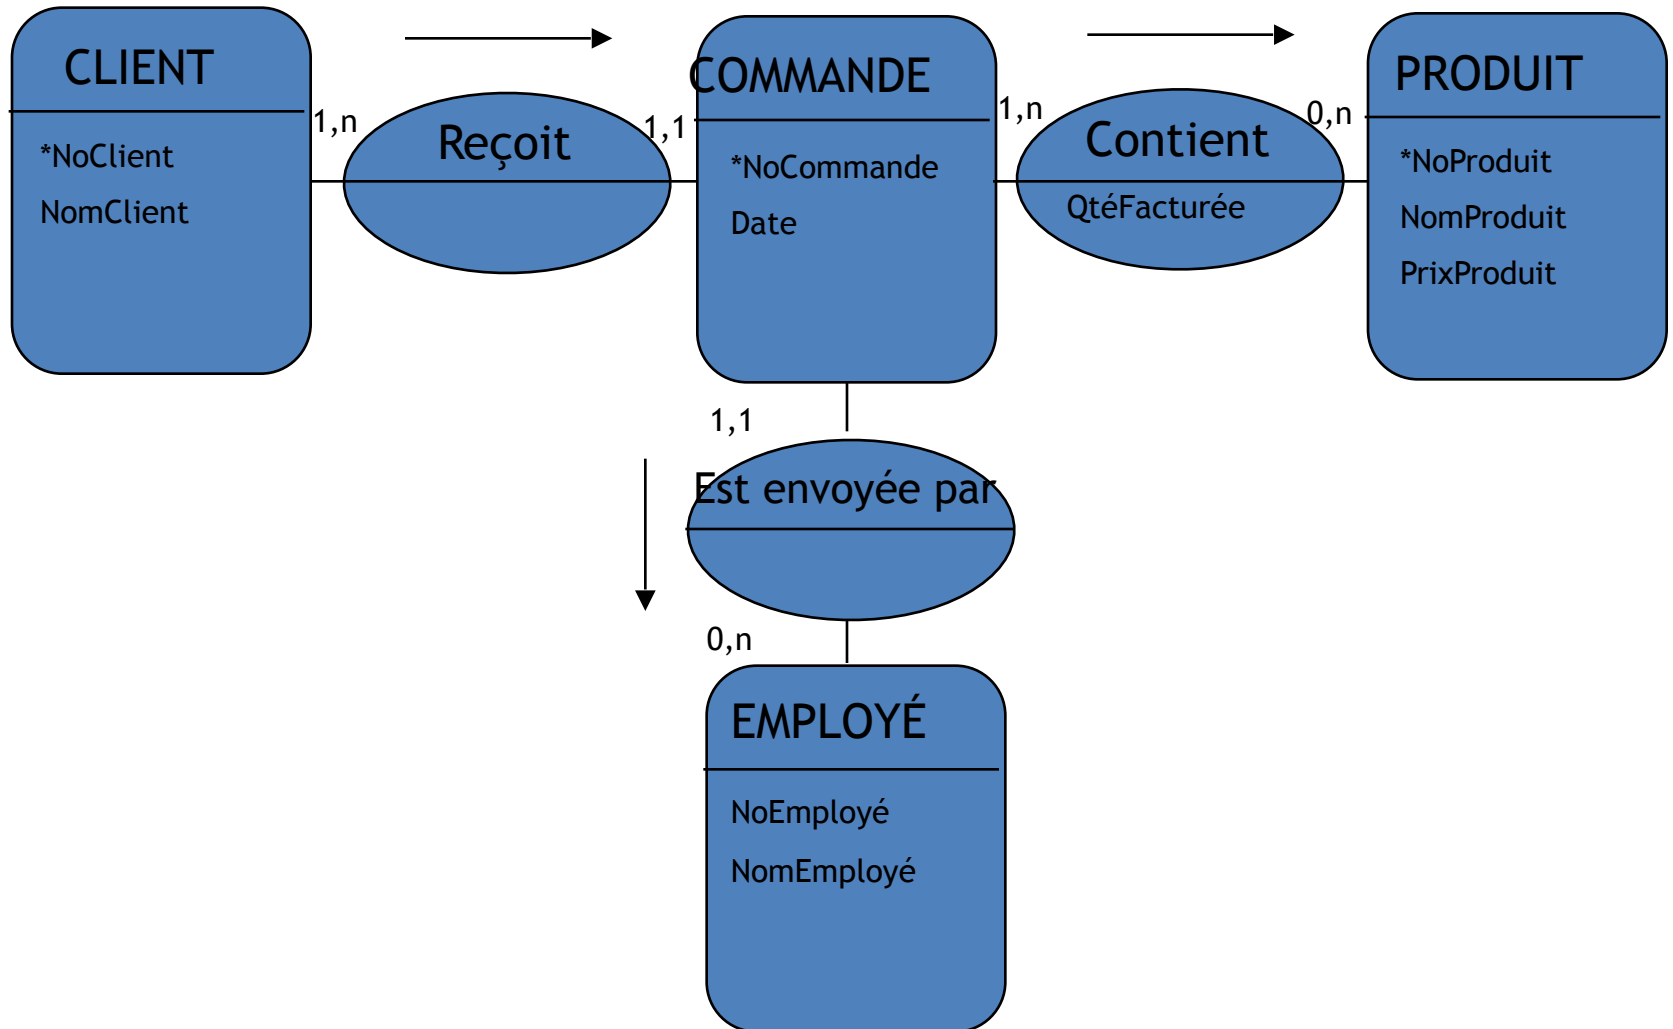 CLIENT
*NoClient
NomClient
1,n
Reçoit
1,1
COMMANDE
*NoCommande
Date
1,n
Contient
QtéFacturée
0,n
PRODUIT
*NoProduit
NomProduit
PrixProduit
1,1
Est envoyée par
0,n
EMPLOYÉ
NoEmployé
NomEmployé